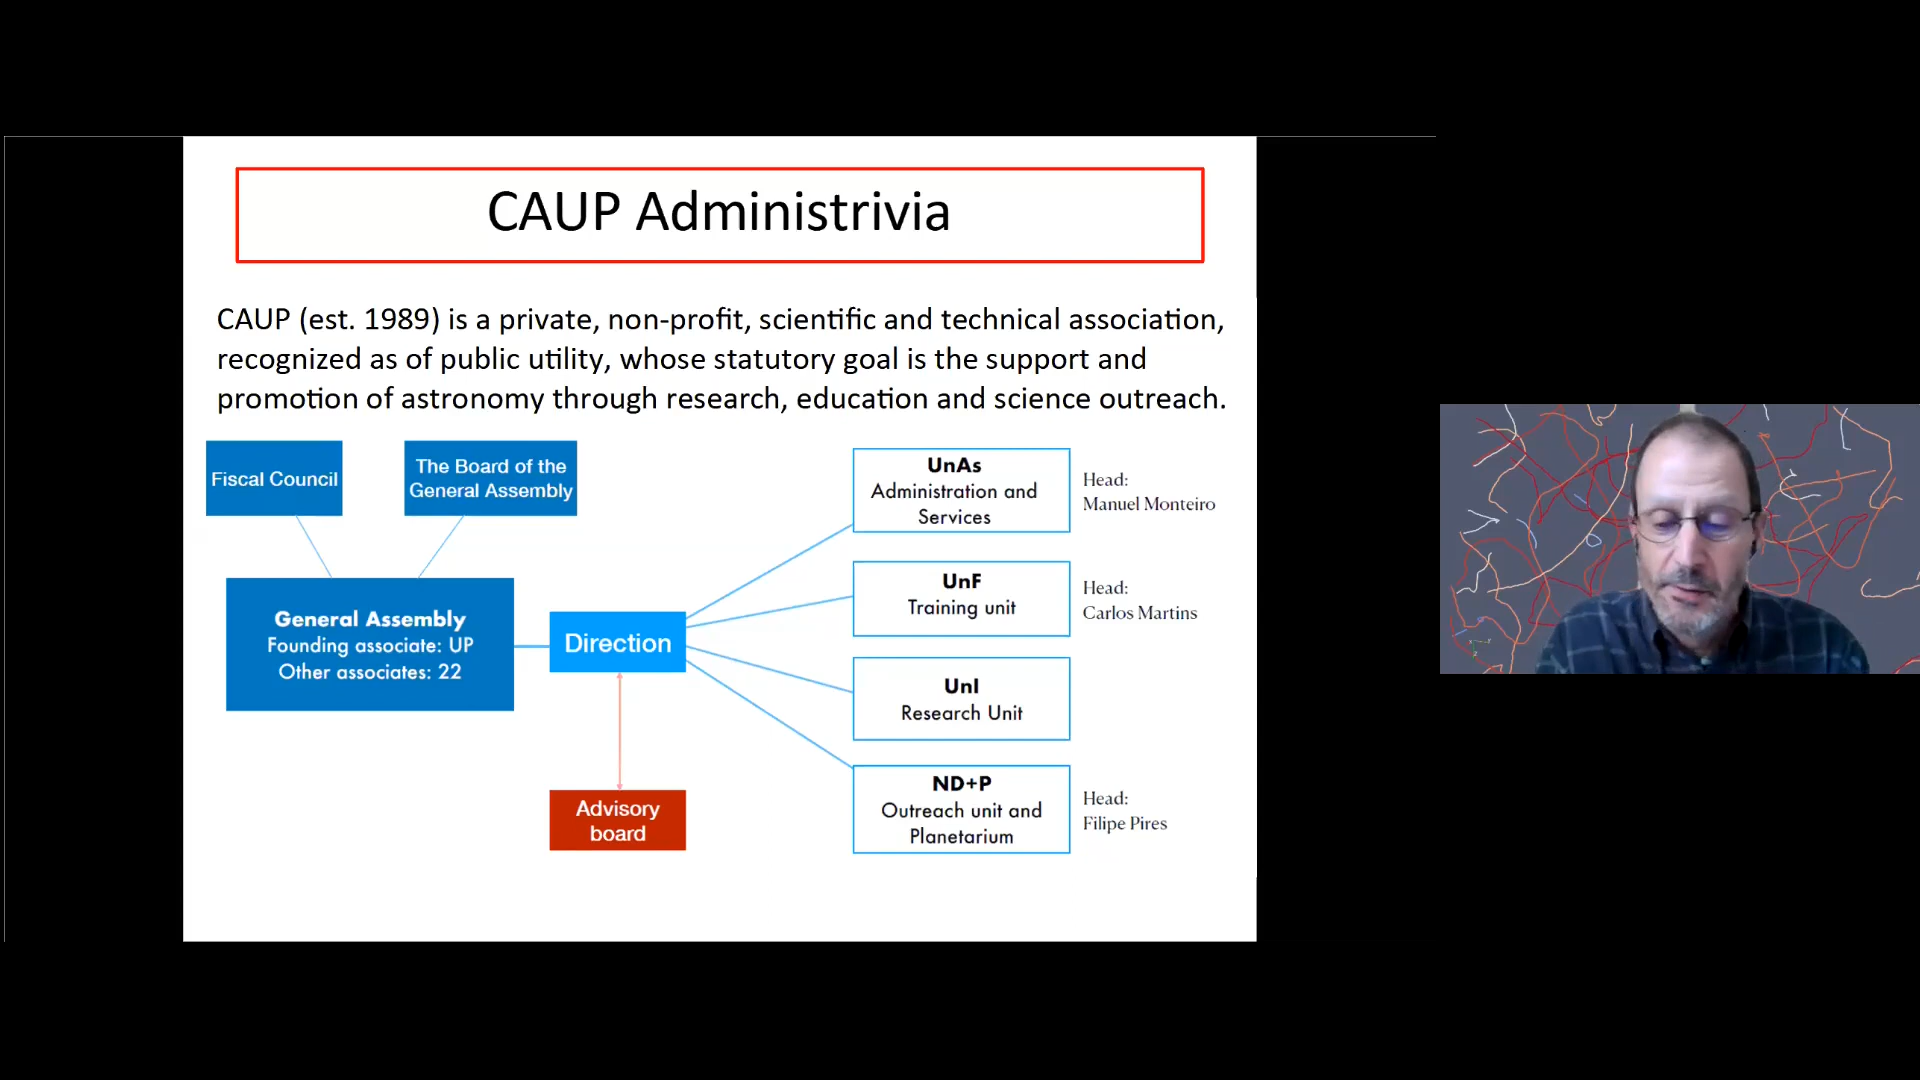 CAUP Administrivia
CAUP (est. 1989) is a private, non-profit, scientific and technical association,
recognized as of public utility, whose statutory goal is the support and
promotion of astronomy through research, education and science outreach.
Fiscal Council
The Board of the
General Assembly
General Assembly
Founding associate: UP
Other associates: 22
Direction
Advisory
board
UnAs
Administration and
Services
Head:
Manuel Monteiro
UnF
Training unit
Head:
Carlos Martins
UnI
Research Unit
ND+P
Outreach unit and
Planetarium
Head:
Filipe Pires